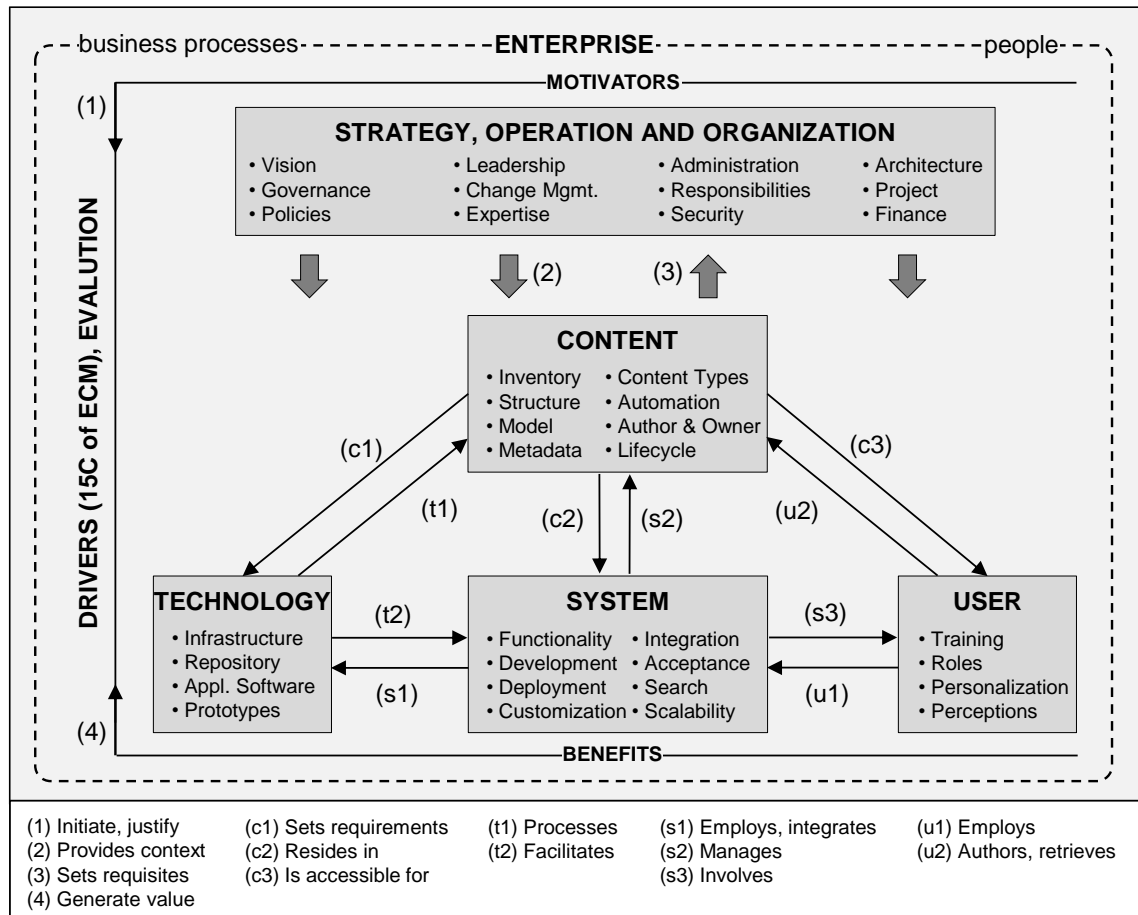 business processes
ENTERPRISE
people
MOTIVATORS
(1)
STRATEGY, OPERATION AND ORGANIZATION
• Vision
• Governance
• Policies
• Leadership
• Change Mgmt.
• Expertise
• Administration
• Responsibilities
• Security
• Architecture
• Project
• Finance
(2)
(3)
DRIVERS (15C of ECM), EVALUTION
CONTENT
• Inventory
• Structure
• Model
• Metadata
• Content Types
• Automation
• Author & Owner
• Lifecycle
(c1)
(t1)
(c2)
(s2)
(u2)
(c3)
TECHNOLOGY
• Infrastructure
• Repository
• Appl. Software
• Prototypes
(t2)
(s1)
SYSTEM
• Functionality
• Development
• Deployment
• Customization
• Integration
• Acceptance
• Search
• Scalability
(s3)
(u1)
USER
• Training
• Roles
• Personalization
• Perceptions
(4)
BENEFITS
(1) Initiate, justify
(2) Provides context
(3) Sets requisites
(4) Generate value
(c1) Sets requirements
(c2) Resides in
(c3) Is accessible for
(t1) Processes
(t2) Facilitates
(s1) Employs, integrates
(s2) Manages
(s3) Involves
(u1) Employs
(u2) Authors, retrieves